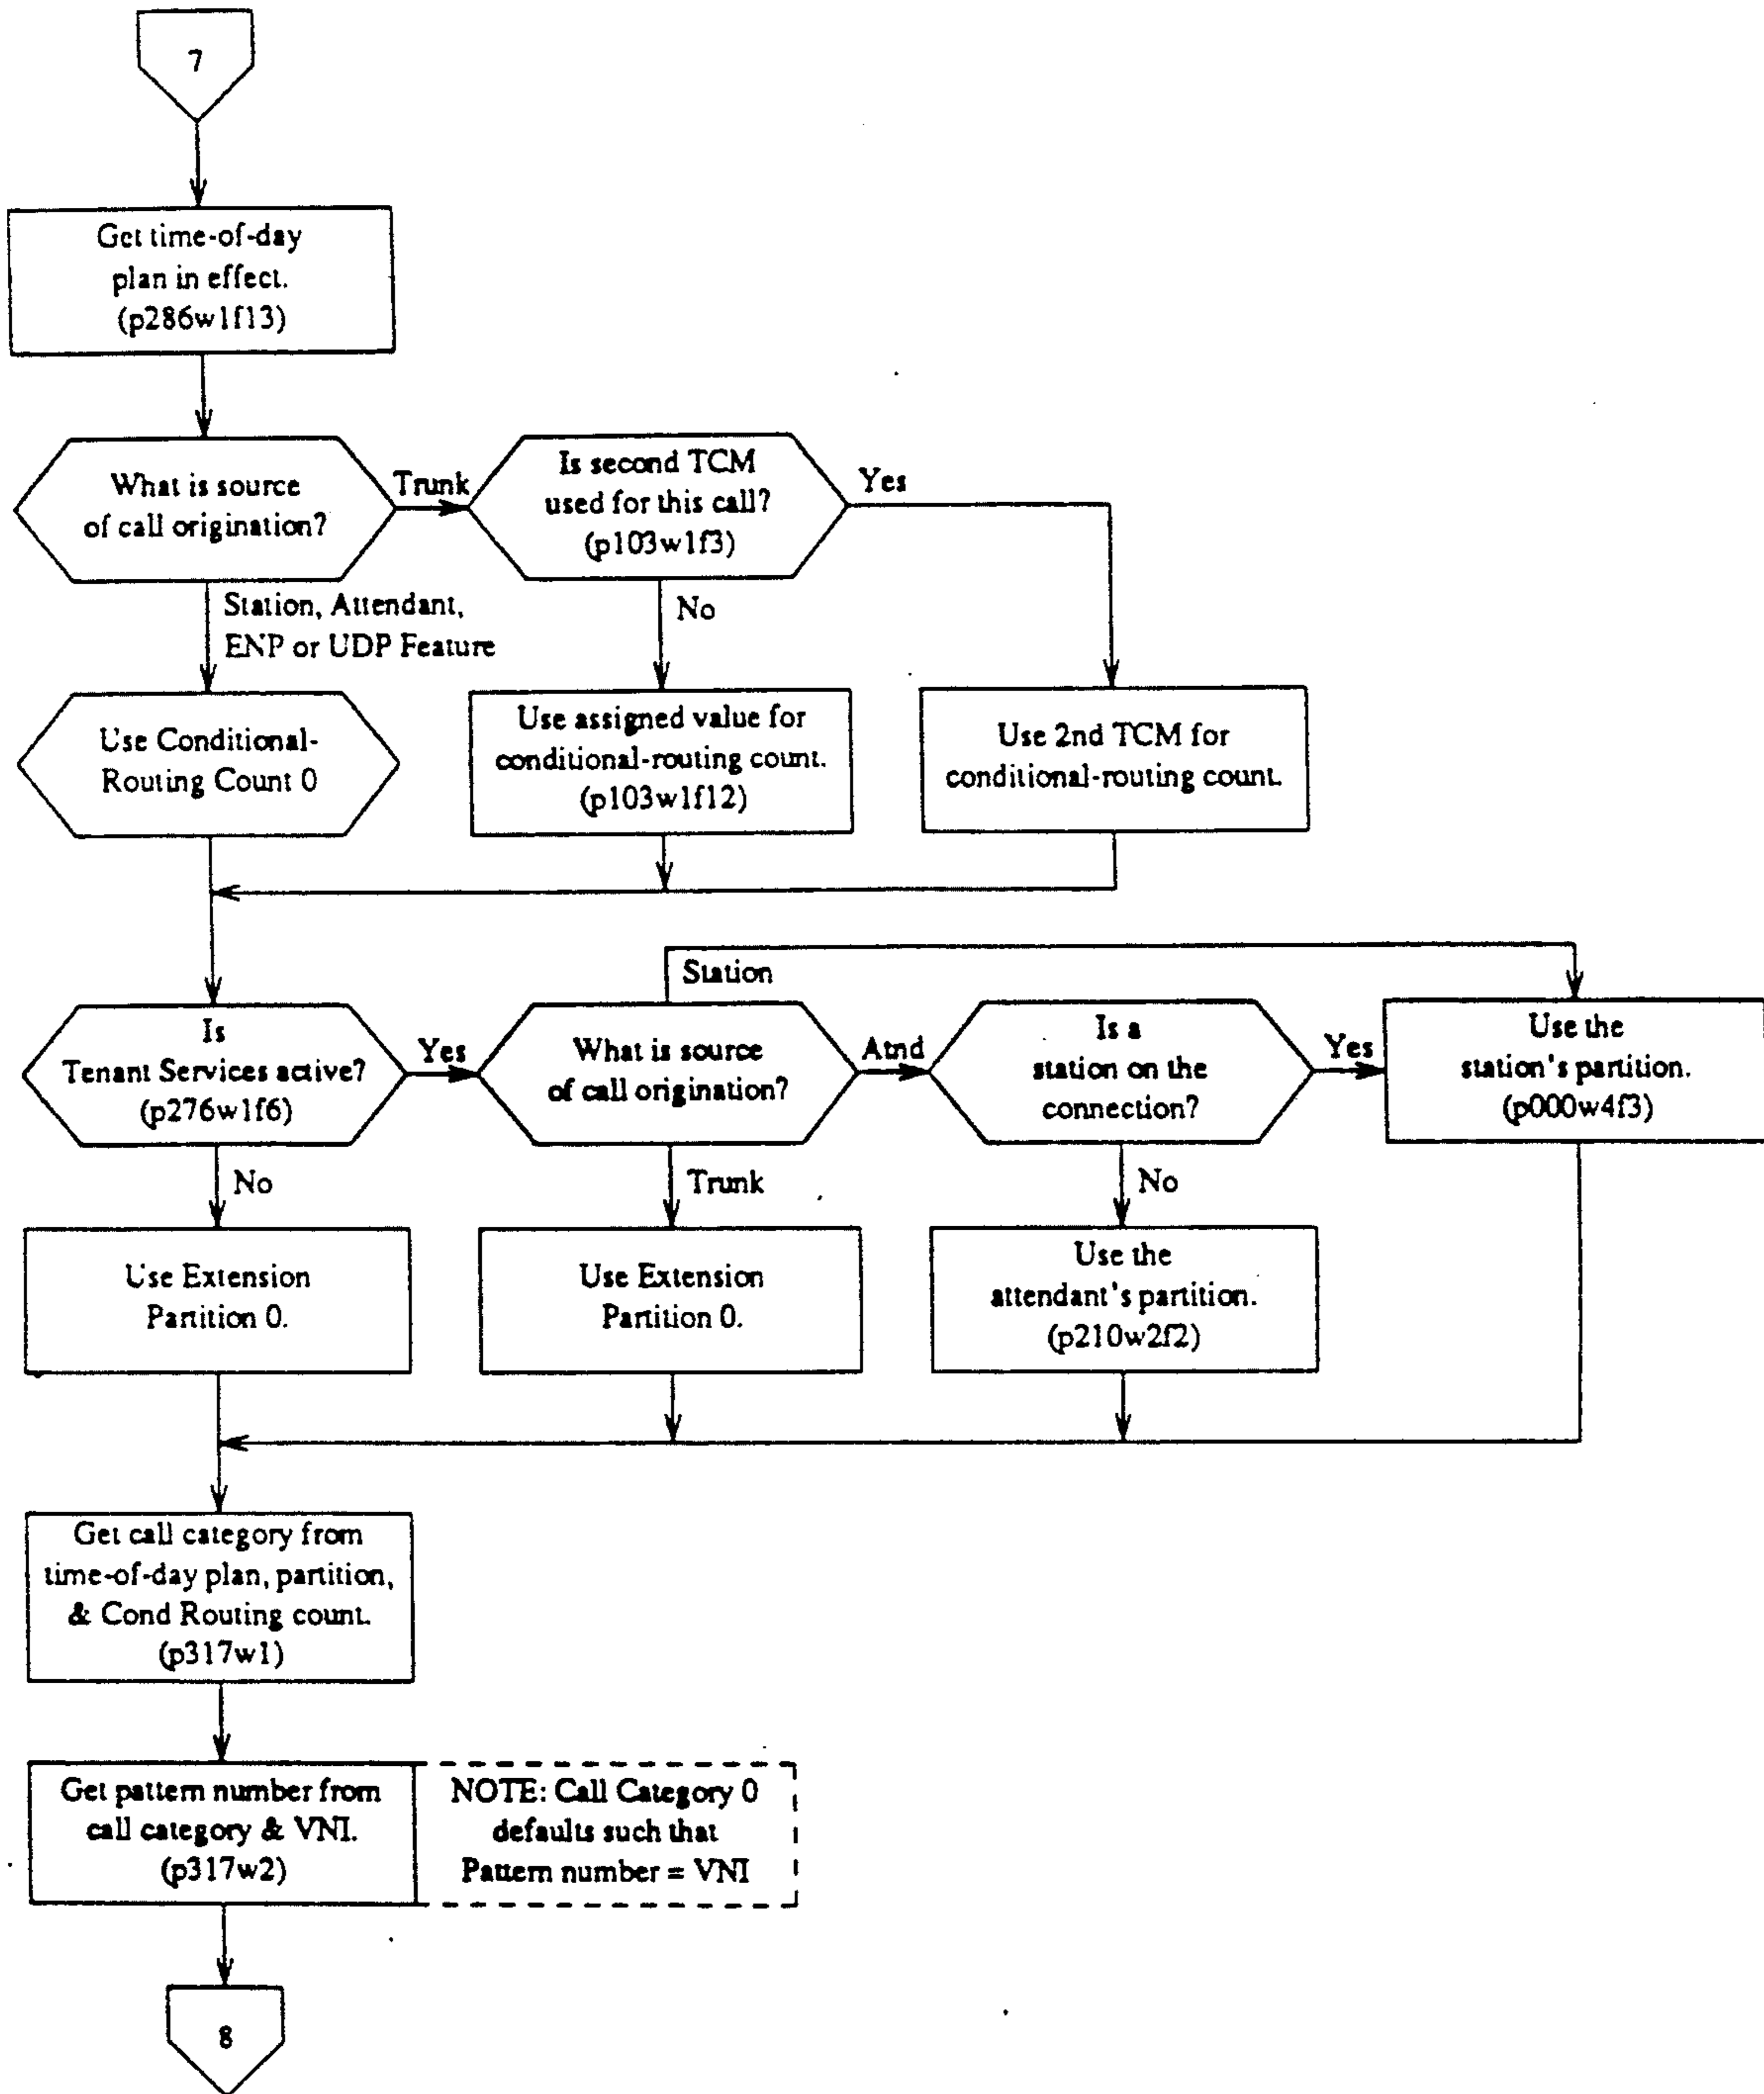 7
Get time-of-day
plan in effect.
(p286w1f13)
What is source
of call origination?
Trunk
Is second TCM
used for this call?
(p103w1f3)
Yes
Station, Attendant,
ENP or UDP Feature
No
Use Conditional-
Routing Count 0
Use assigned value for
conditional-routing count.
(p103w1f12)
Use 2nd TCM for
conditional-routing count.
Station
Is
Tenant Services active?
(p276w1f6)
Yes
What is source
of call origination?
Atnd
Is a
station on the
connection?
Yes
Use the
station's partition.
(p000w4f3)
No
Trunk
No
Use Extension
Partition 0.
Use Extension
Partition 0.
Use the
attendant's partition.
(p210w2f2)
Get call category from
time-of-day plan, partition,
& Cond Routing count.
(p317w1)
Get pattern number from
call category & VNI.
(p317w2)
NOTE: Call Category 0
defaults such that
Pattern number = VNI
8